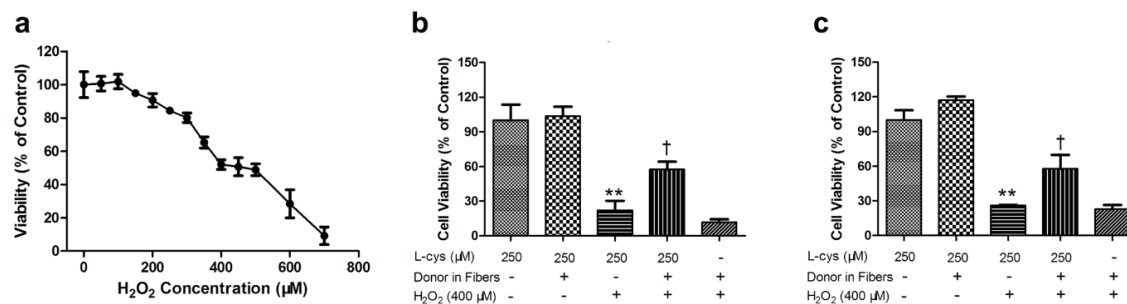 a
Viability (% of Control)
120
100
80
60
40
20
0
0 200 400 600 800
H₂O₂ Concentration (µM)
b
Cell Viability (% of Control)
150
120
90
60
30
0
**
†
L-cys (µM) 250 250 250 250 -
Donor in Fibers - + - + +
H₂O₂ (400 µM) - - + + +
c
Cell Viability (% of Control)
150
120
90
60
30
0
**
†
L-cys (µM) 250 250 250 250 -
Donor in Fibers - + - + +
H₂O₂ (400 µM) - - + + +